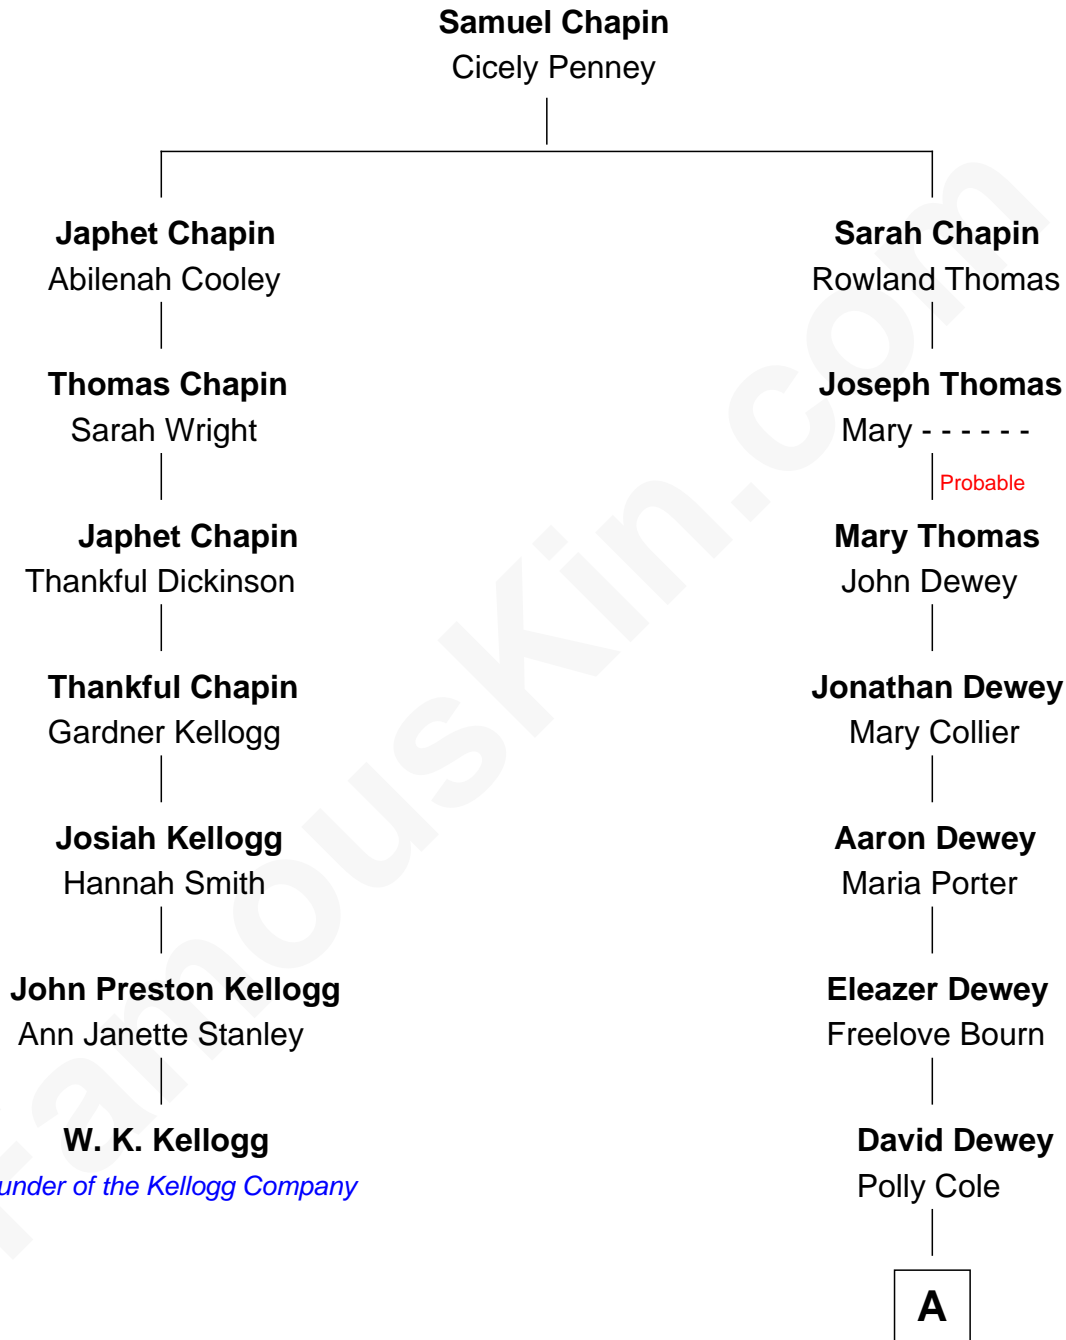 Samuel Chapin
Cicely Penney
Japhet Chapin
Abilenah Cooley
Sarah Chapin
Rowland Thomas
Thomas Chapin
Sarah Wright
Joseph Thomas
Mary - - - - - -
Probable
Japhet Chapin
Thankful Dickinson
Mary Thomas
John Dewey
Thankful Chapin
Gardner Kellogg
Jonathan Dewey
Mary Collier
Josiah Kellogg
Hannah Smith
Aaron Dewey
Maria Porter
John Preston Kellogg
Ann Janette Stanley
Eleazer Dewey
Freelove Bourn
W. K. Kellogg
under of the Kellogg Company
David Dewey
Polly Cole
A
FamousKin.com